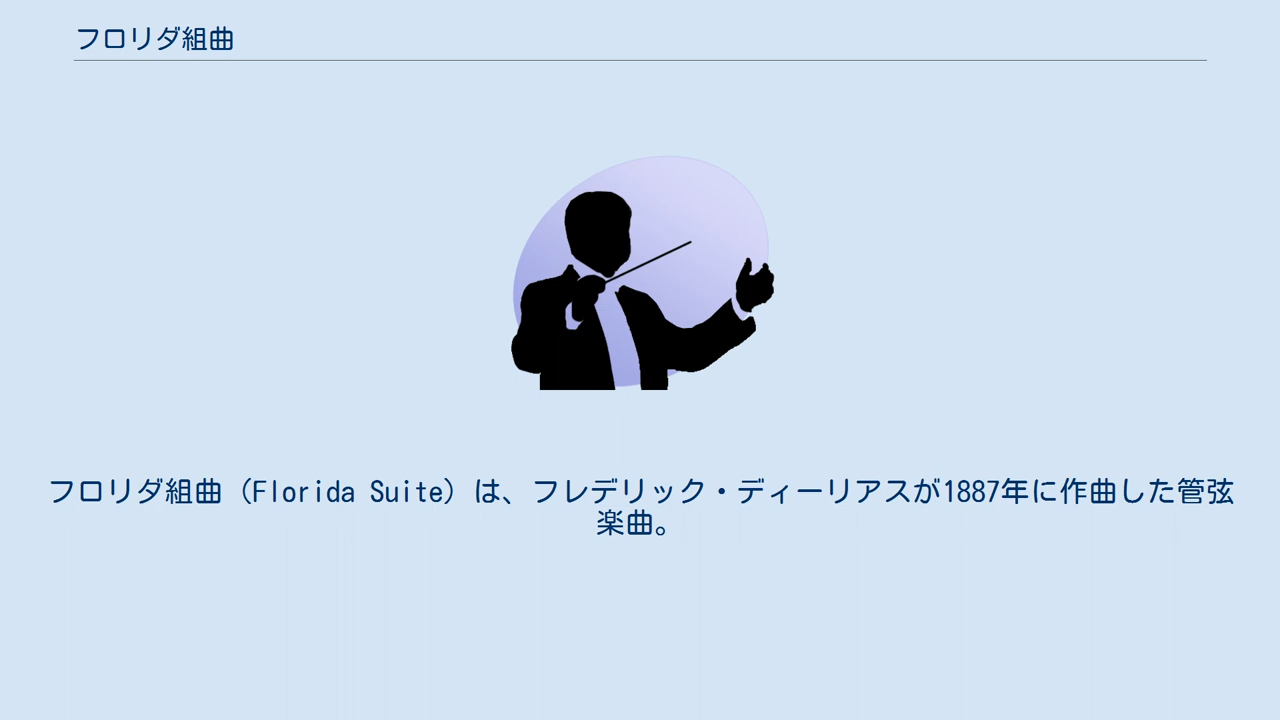 フロリダ組曲
フロリダ組曲（Florida Suite）は、フレデリック・ディーリアスが1887年に作曲した管弦
楽曲。